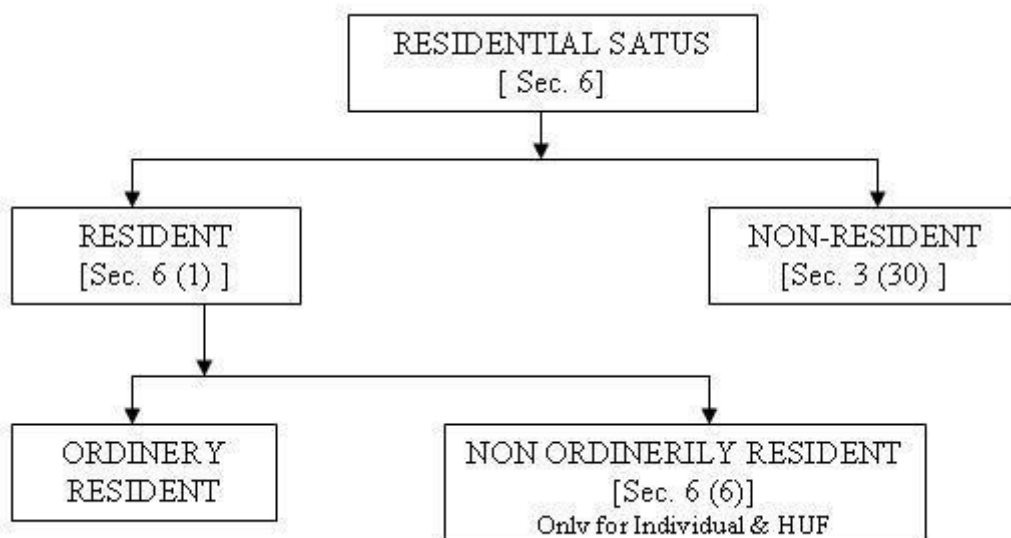 RESIDENTIAL SATUS
[ Sec. 6]
RESIDENT
[Sec. 6 (1) ]
NON-RESIDENT
[Sec. 3 (30) ]
ORDINERY
RESIDENT
NON ORDINERILY RESIDENT
[Sec. 6 (6)]
Only for Individual & HUF